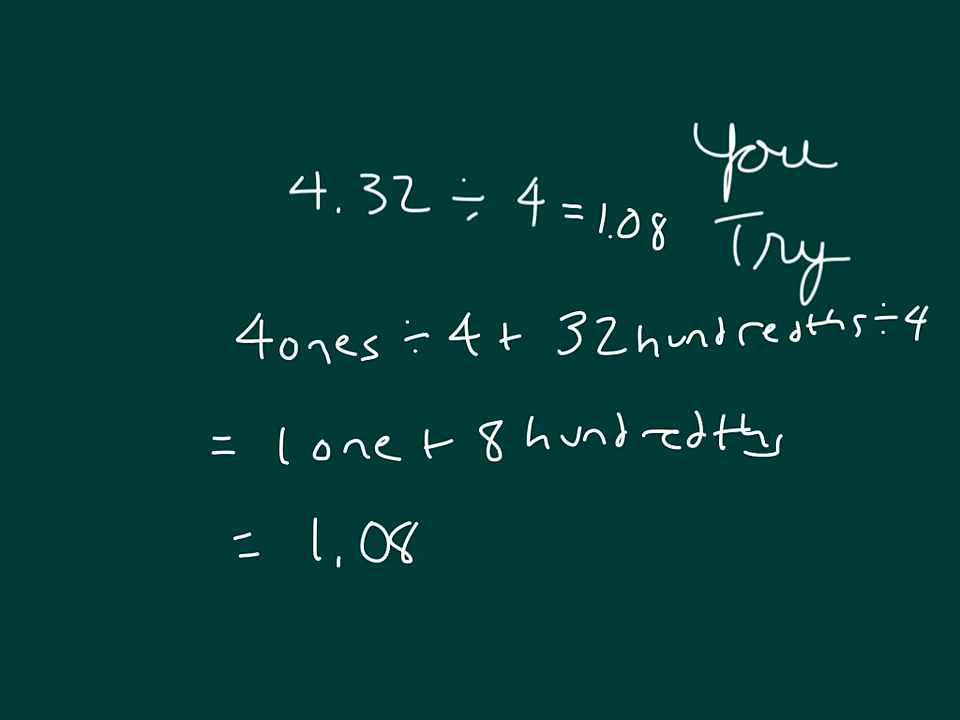 4.32 ÷ 4 = 1.08
You
Try
4 ones ÷ 4 + 32 hundredths ÷ 4
= 1 one + 8 hundredths
= 1.08